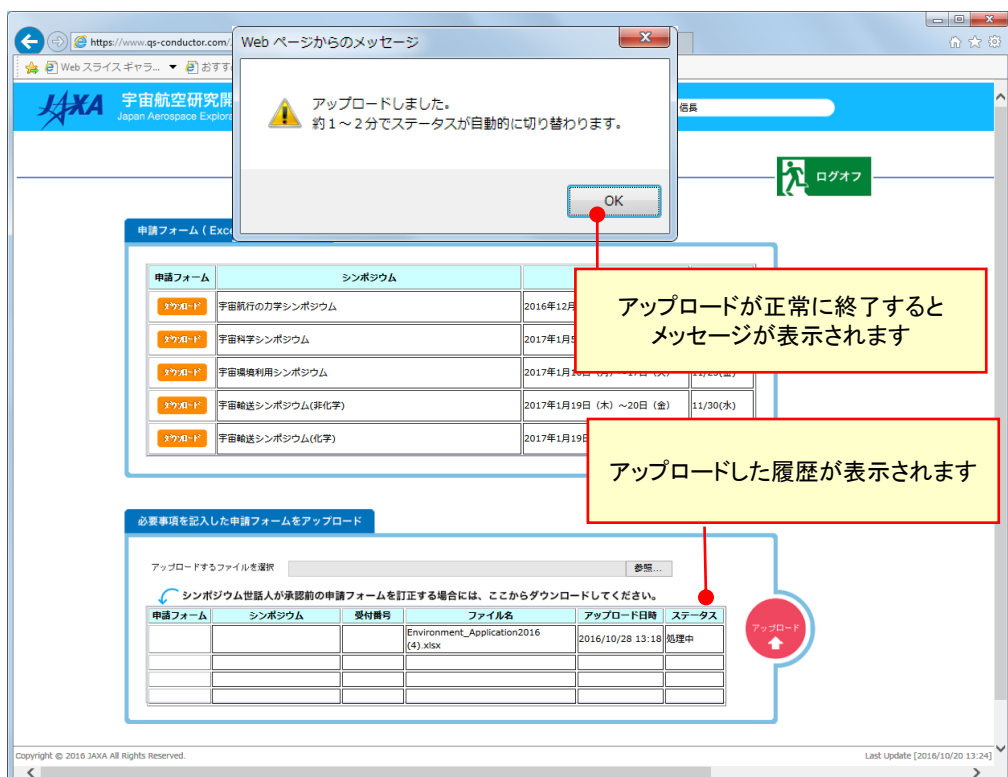 https://www.qs-conductor.com/
Web スライス ギャラ...
おすす
Web ページからのメッセージ
アップロードしました。
約1～2分でステータスが自動的に切り替わります。
OK
JAXA
宇宙航空研究開
Japan Aerospace Explora
信長
ログオフ
申請フォーム ( Exce
申請フォーム シンポジウム
ダウンロード 宇宙航行の力学シンポジウム 2016年12月
ダウンロード 宇宙科学シンポジウム 2017年1月5
ダウンロード 宇宙環境利用シンポジウム
ダウンロード 宇宙輸送シンポジウム(非化学) 2017年1月19日（木）～20日（金） 11/30(水)
ダウンロード 宇宙輸送シンポジウム(化学) 2017年1月19日
アップロードが正常に終了すると
メッセージが表示されます
アップロードした履歴が表示されます
必要事項を記入した申請フォームをアップロード
アップロードするファイルを選択 参照...
シンポジウム世話人が承認前の申請フォームを訂正する場合には、ここからダウンロードしてください。
申請フォーム シンポジウム 受付番号 ファイル名 アップロード日時 ステータス
Environment_Application2016
(4).xlsx
2016/10/28 13:18 処理中
アップロード
Copyright © 2016 JAXA All Rights Reserved.
Last Update [2016/10/20 13:24]